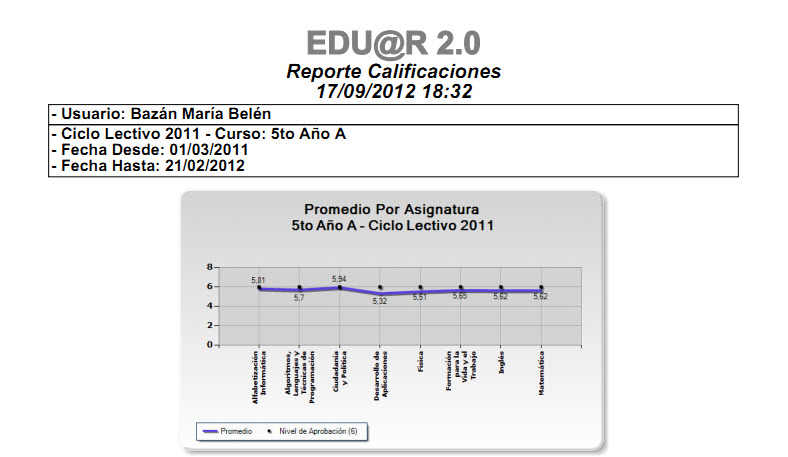 EDU@R 2.0
Reporte Calificaciones
17/09/2012 18:32
- Usuario: Bazán María Belén
- Ciclo Lectivo 2011 - Curso: 5to Año A
- Fecha Desde: 01/03/2011
- Fecha Hasta: 21/02/2012
Promedio Por Asignatura
5to Año A - Ciclo Lectivo 2011
8
6
4
2
0
5,81
5,7
5,94
5,32
5,51
5,65
5,62
5,62
Alfabetización
Informática
Algoritmos,
Lenguajes y
Técnicas de
Programación
Ciudadanía
y Política
Desarrollo de
Aplicaciones
Física
Formación
para la
Vida y el
Trabajo
Inglés
Matemática
Promedio
Nivel de Aprobación (6)